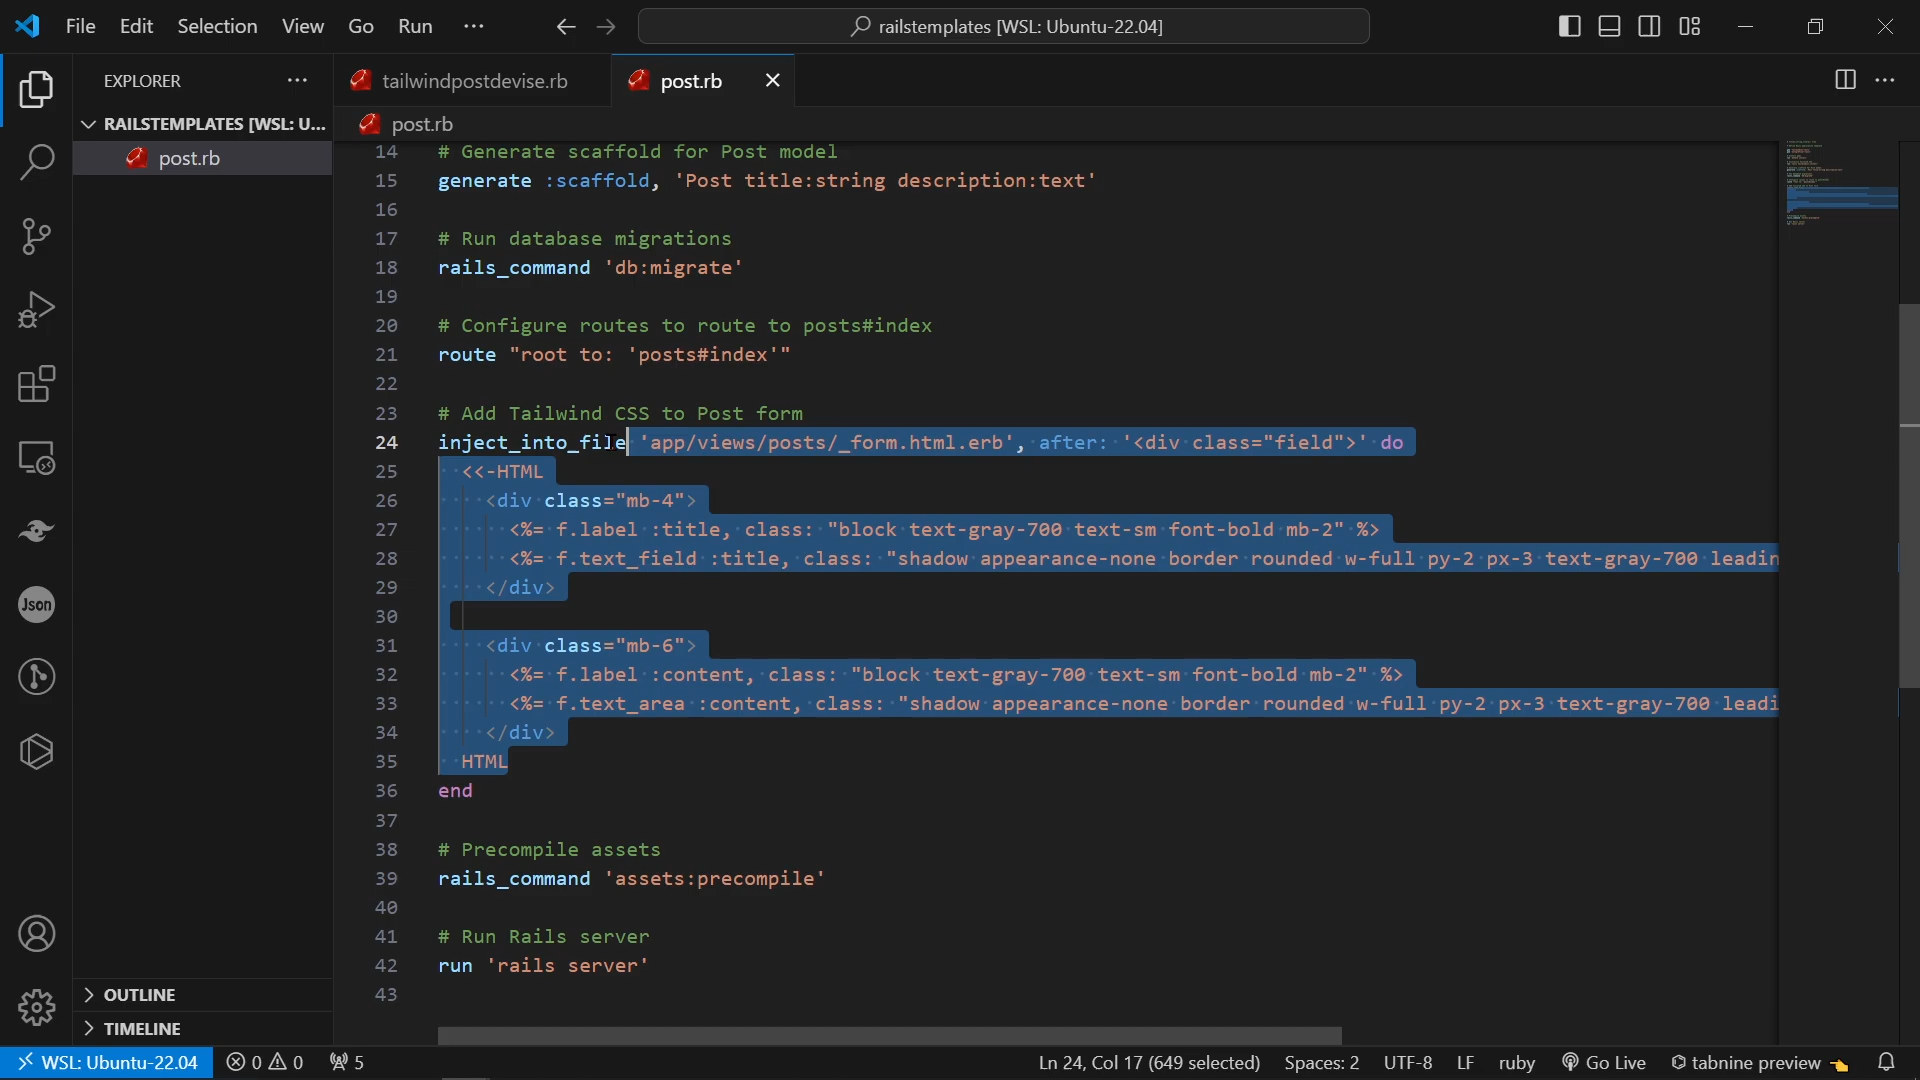 File Edit Selection View Go Run ··· railstemplates [WSL: Ubuntu-22.04]
EXPLORER ···
RAILSTEMPLATES [WSL: U...
post.rb
tailwindpostdevise.rb post.rb
post.rb
14 # Generate scaffold for Post model
15 generate :scaffold, 'Post title:string description:text'
16
17 # Run database migrations
18 rails_command 'db:migrate'
19
20 # Configure routes to route to posts#index
21 route "root to: 'posts#index'"
22
23 # Add Tailwind CSS to Post form
24 inject_into_file 'app/views/posts/_form.html.erb', after: '<div class="field">' do
25 <<-HTML
26 <div class="mb-4">
27 <%= f.label :title, class: "block text-gray-700 text-sm font-bold mb-2" %>
28 <%= f.text_field :title, class: "shadow appearance-none border rounded w-full py-2 px-3 text-gray-700 leadin
29 </div>
30
31 <div class="mb-6">
32 <%= f.label :content, class: "block text-gray-700 text-sm font-bold mb-2" %>
33 <%= f.text_area :content, class: "shadow appearance-none border rounded w-full py-2 px-3 text-gray-700 leadi
34 </div>
35 HTML
36 end
37
38 # Precompile assets
39 rails_command 'assets:precompile'
40
41 # Run Rails server
42 run 'rails server'
43
Json
OUTLINE
TIMELINE
WSL: Ubuntu-22.04 0 0 5 Ln 24, Col 17 (649 selected) Spaces: 2 UTF-8 LF ruby Go Live tabnine preview